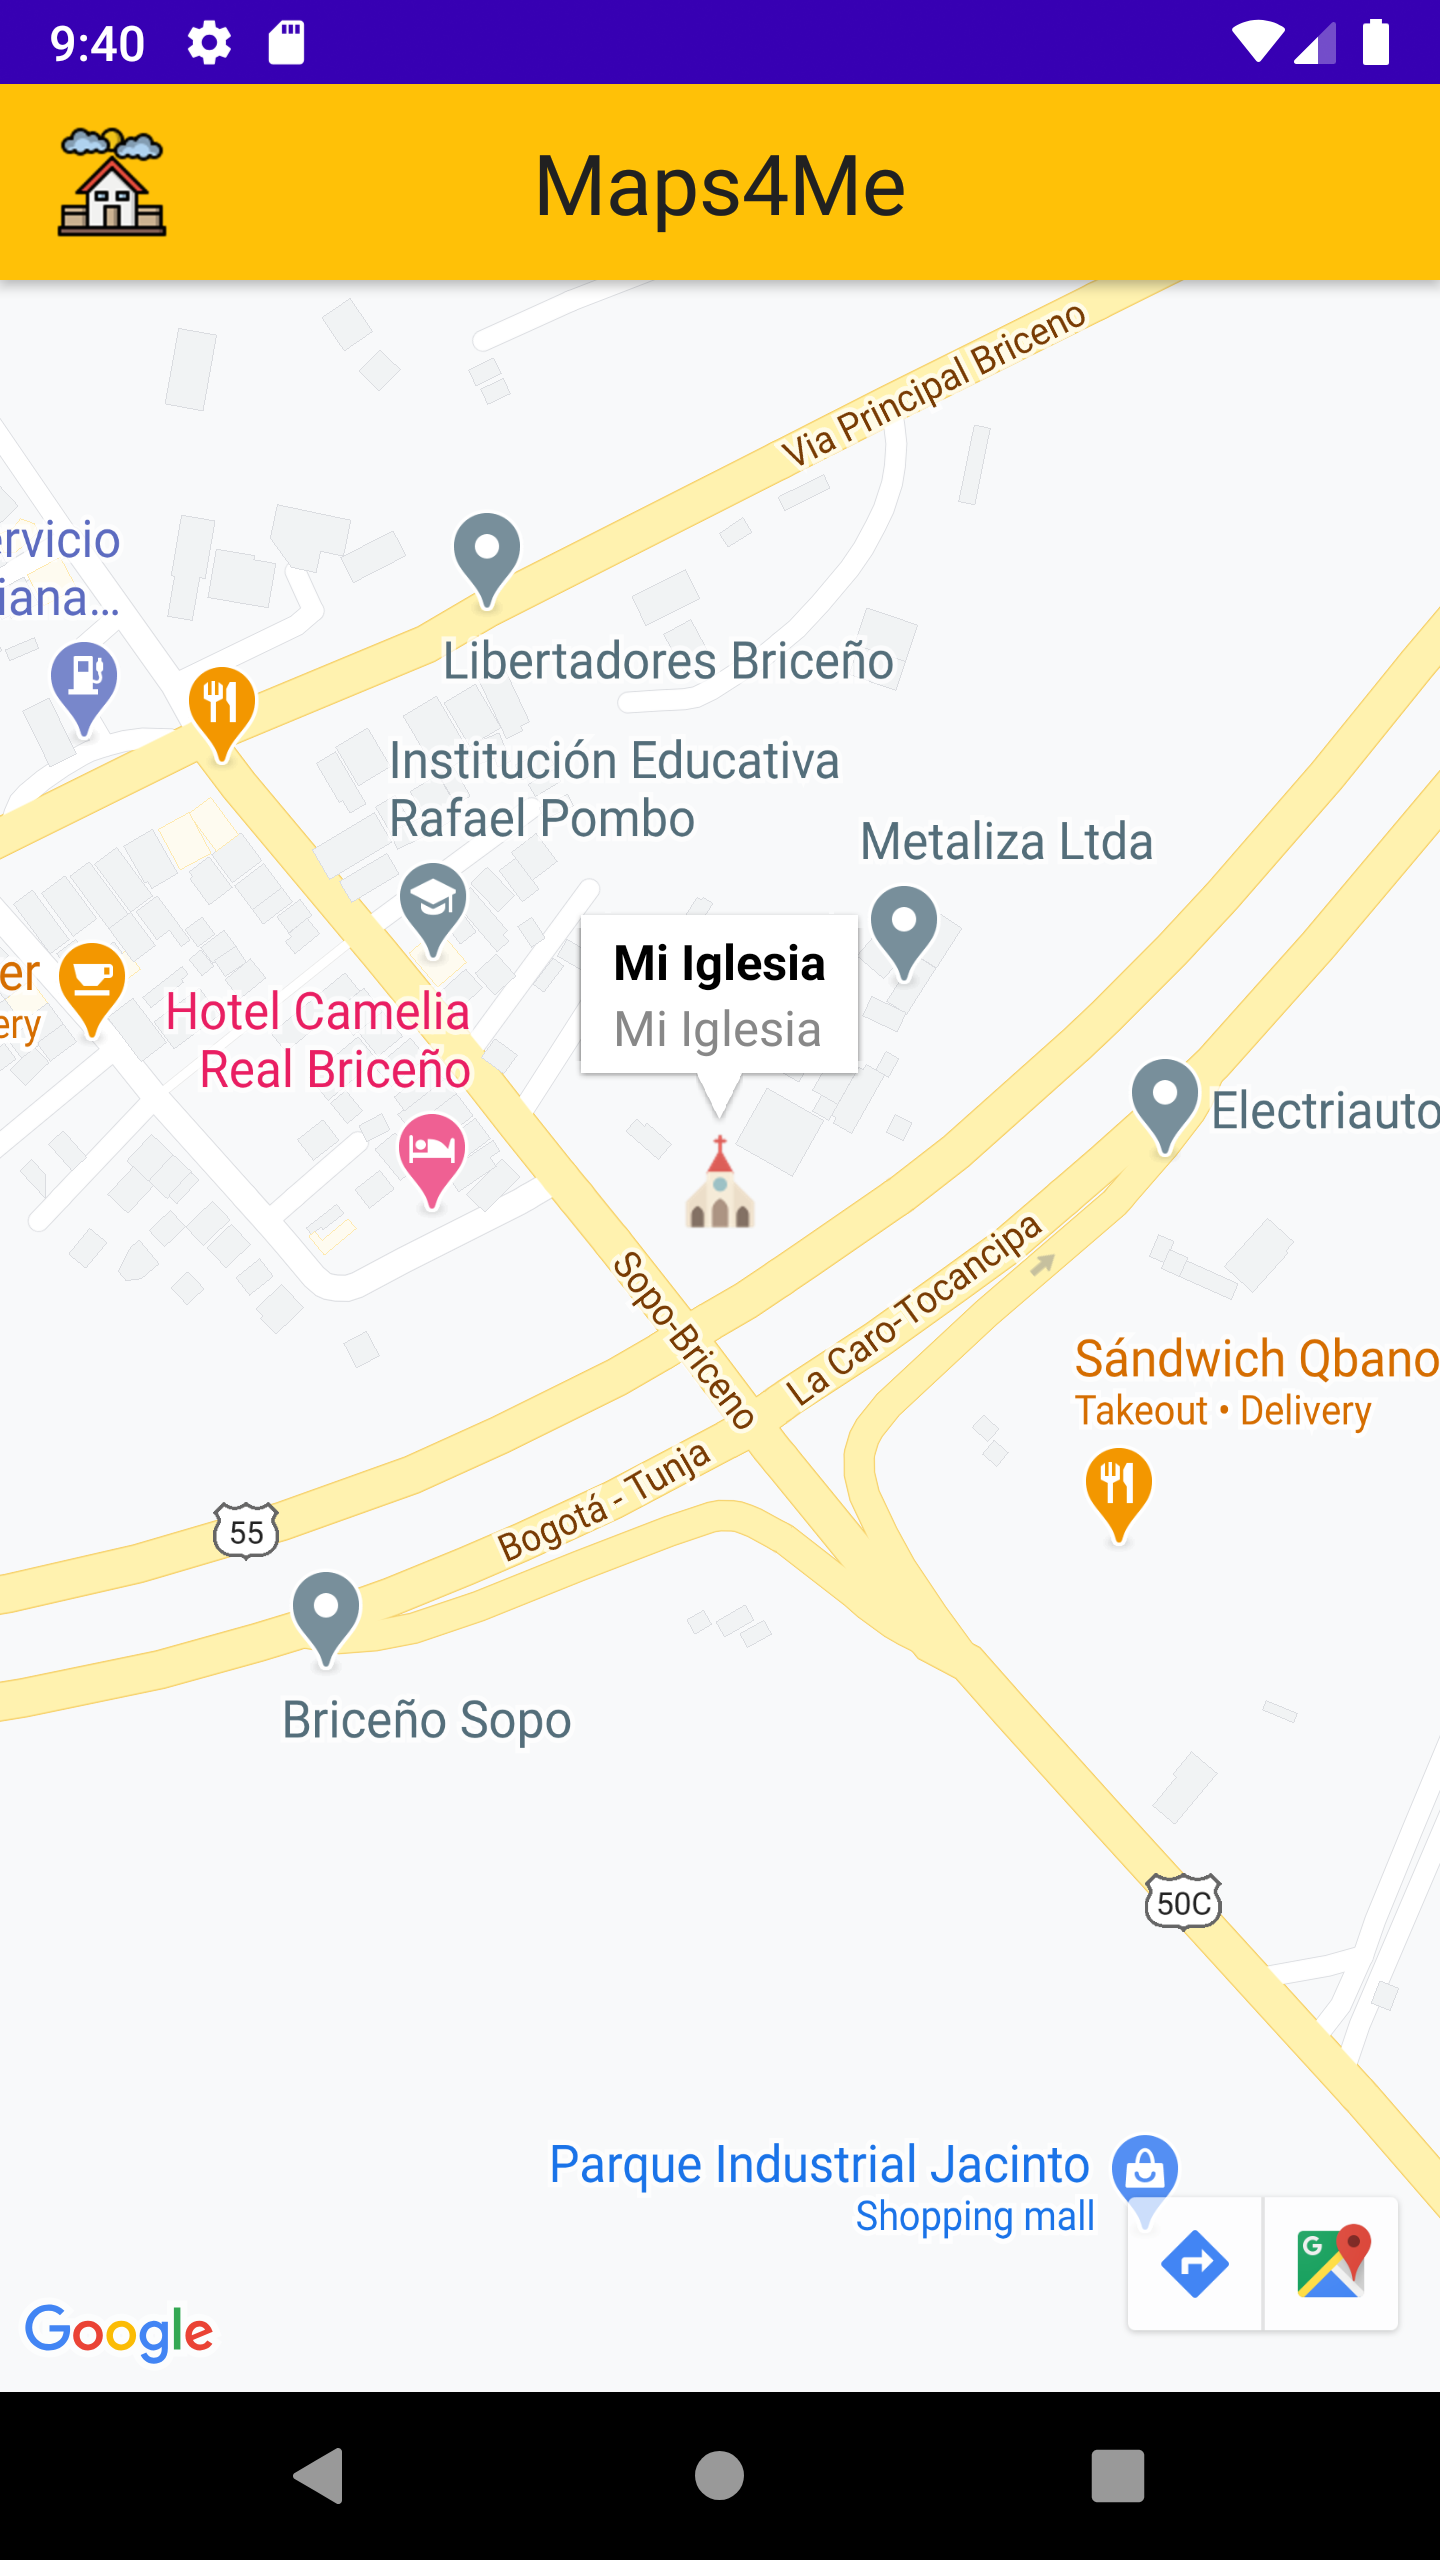 9:40
Maps4Me
Via Principal Briceno
ervicio
iana...
Libertadores Briceño
Institución Educativa
Rafael Pombo
Metaliza Ltda
Mi Iglesia
Mi Iglesia
er
ery
Hotel Camelia
Real Briceño
Electriauto
Sopo-Briceno
La Caro-Tocancipa
Sándwich Qbano
Takeout • Delivery
Bogotá - Tunja
55
Briceño Sopo
50C
Parque Industrial Jacinto
Shopping mall
G
Google